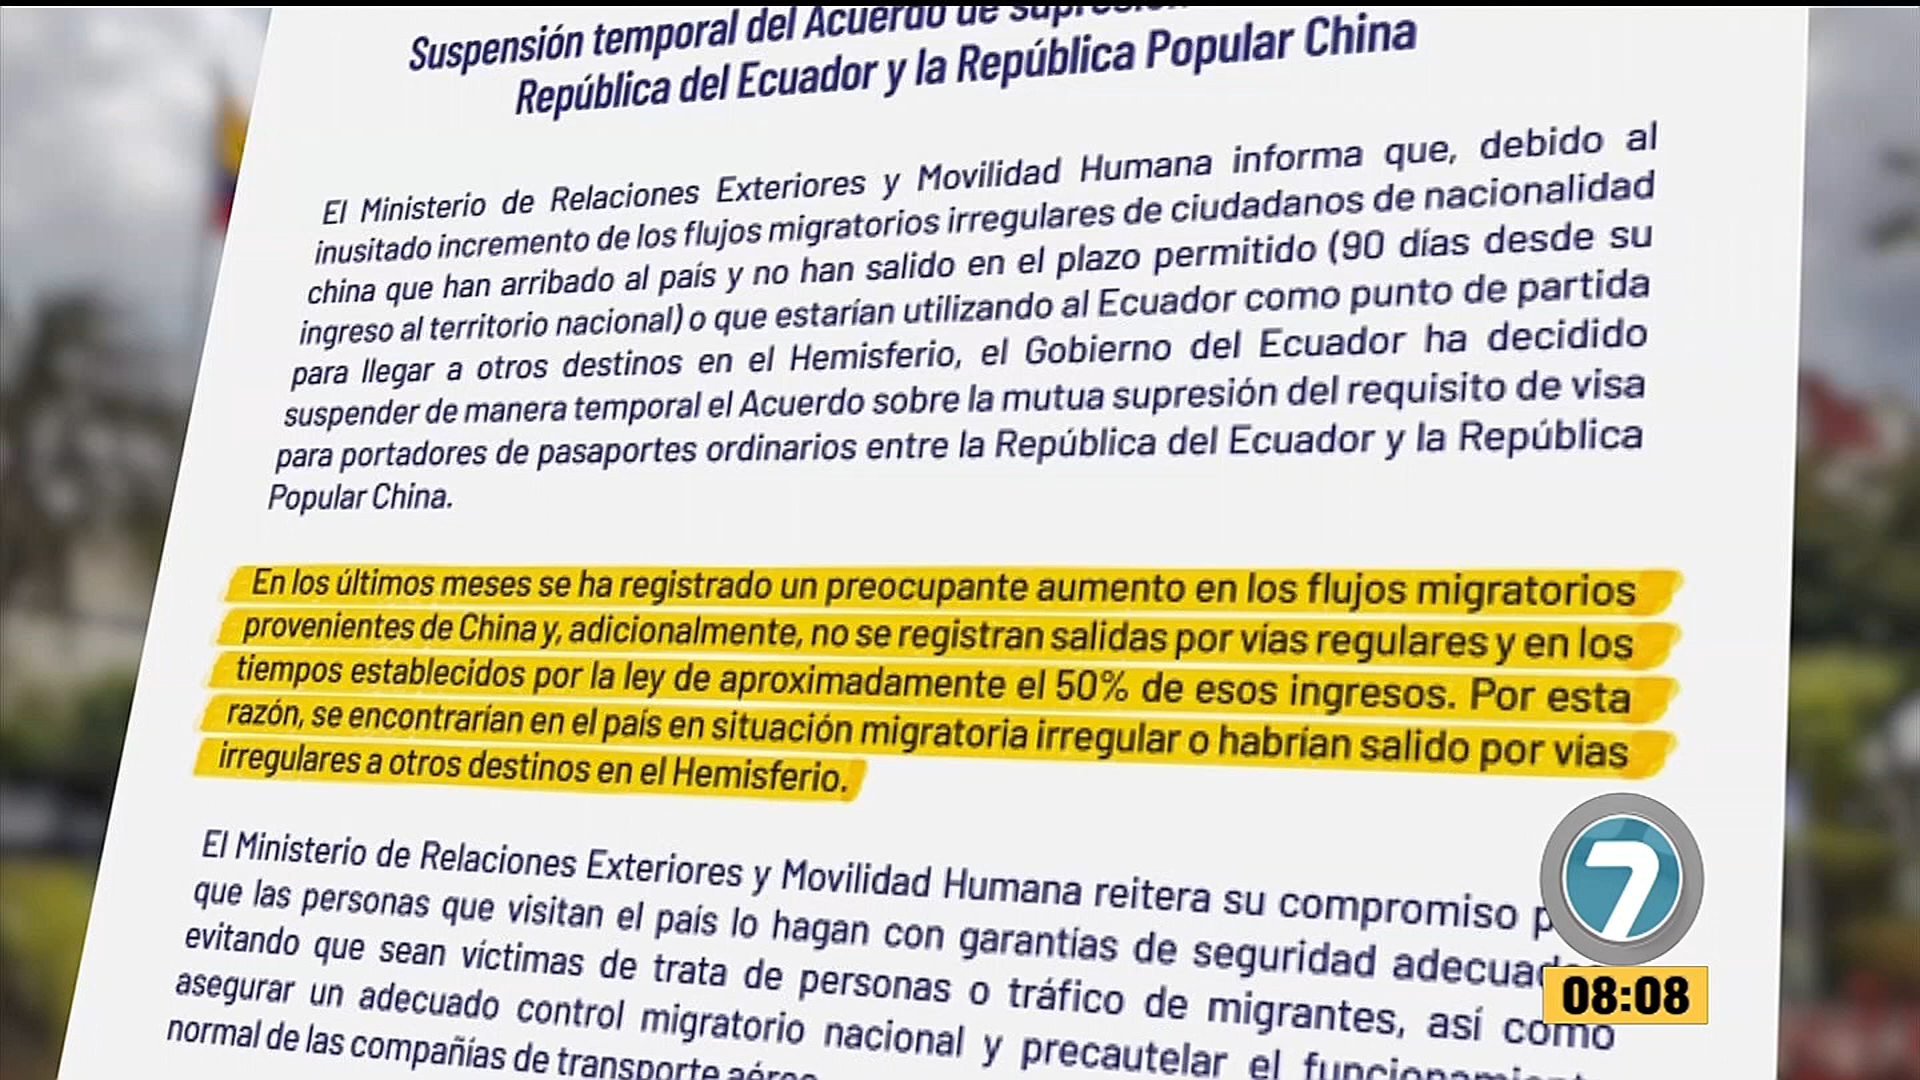 Suspensión temporal del Acuerdo de
República del Ecuador y la República Popular China
El Ministerio de Relaciones Exteriores y Movilidad Humana informa que, debido al
inusitado incremento de los flujos migratorios irregulares de ciudadanos de nacionalidad
china que han arribado al país y no han salido en el plazo permitido (90 días desde su
ingreso al territorio nacional) o que estarían utilizando al Ecuador como punto de partida
para llegar a otros destinos en el Hemisferio, el Gobierno del Ecuador ha decidido
suspender de manera temporal el Acuerdo sobre la mutua supresión del requisito de visa
para portadores de pasaportes ordinarios entre la República del Ecuador y la República
Popular China.
En los últimos meses se ha registrado un preocupante aumento en los flujos migratorios
provenientes de China y, adicionalmente, no se registran salidas por vías regulares y en los
tiempos establecidos por la ley de aproximadamente el 50% de esos ingresos. Por esta
razón, se encontrarían en el país en situación migratoria irregular o habrían salido por vías
irregulares a otros destinos en el Hemisferio.
El Ministerio de Relaciones Exteriores y Movilidad Humana reitera su compromiso
que las personas que visitan el país lo hagan con garantías de seguridad
evitando que sean víctimas de trata de personas o tráfico de migrantes, así como
asegurar un adecuado control migratorio nacional y precautelar el
normal de las compañías de transporte
7
08:08